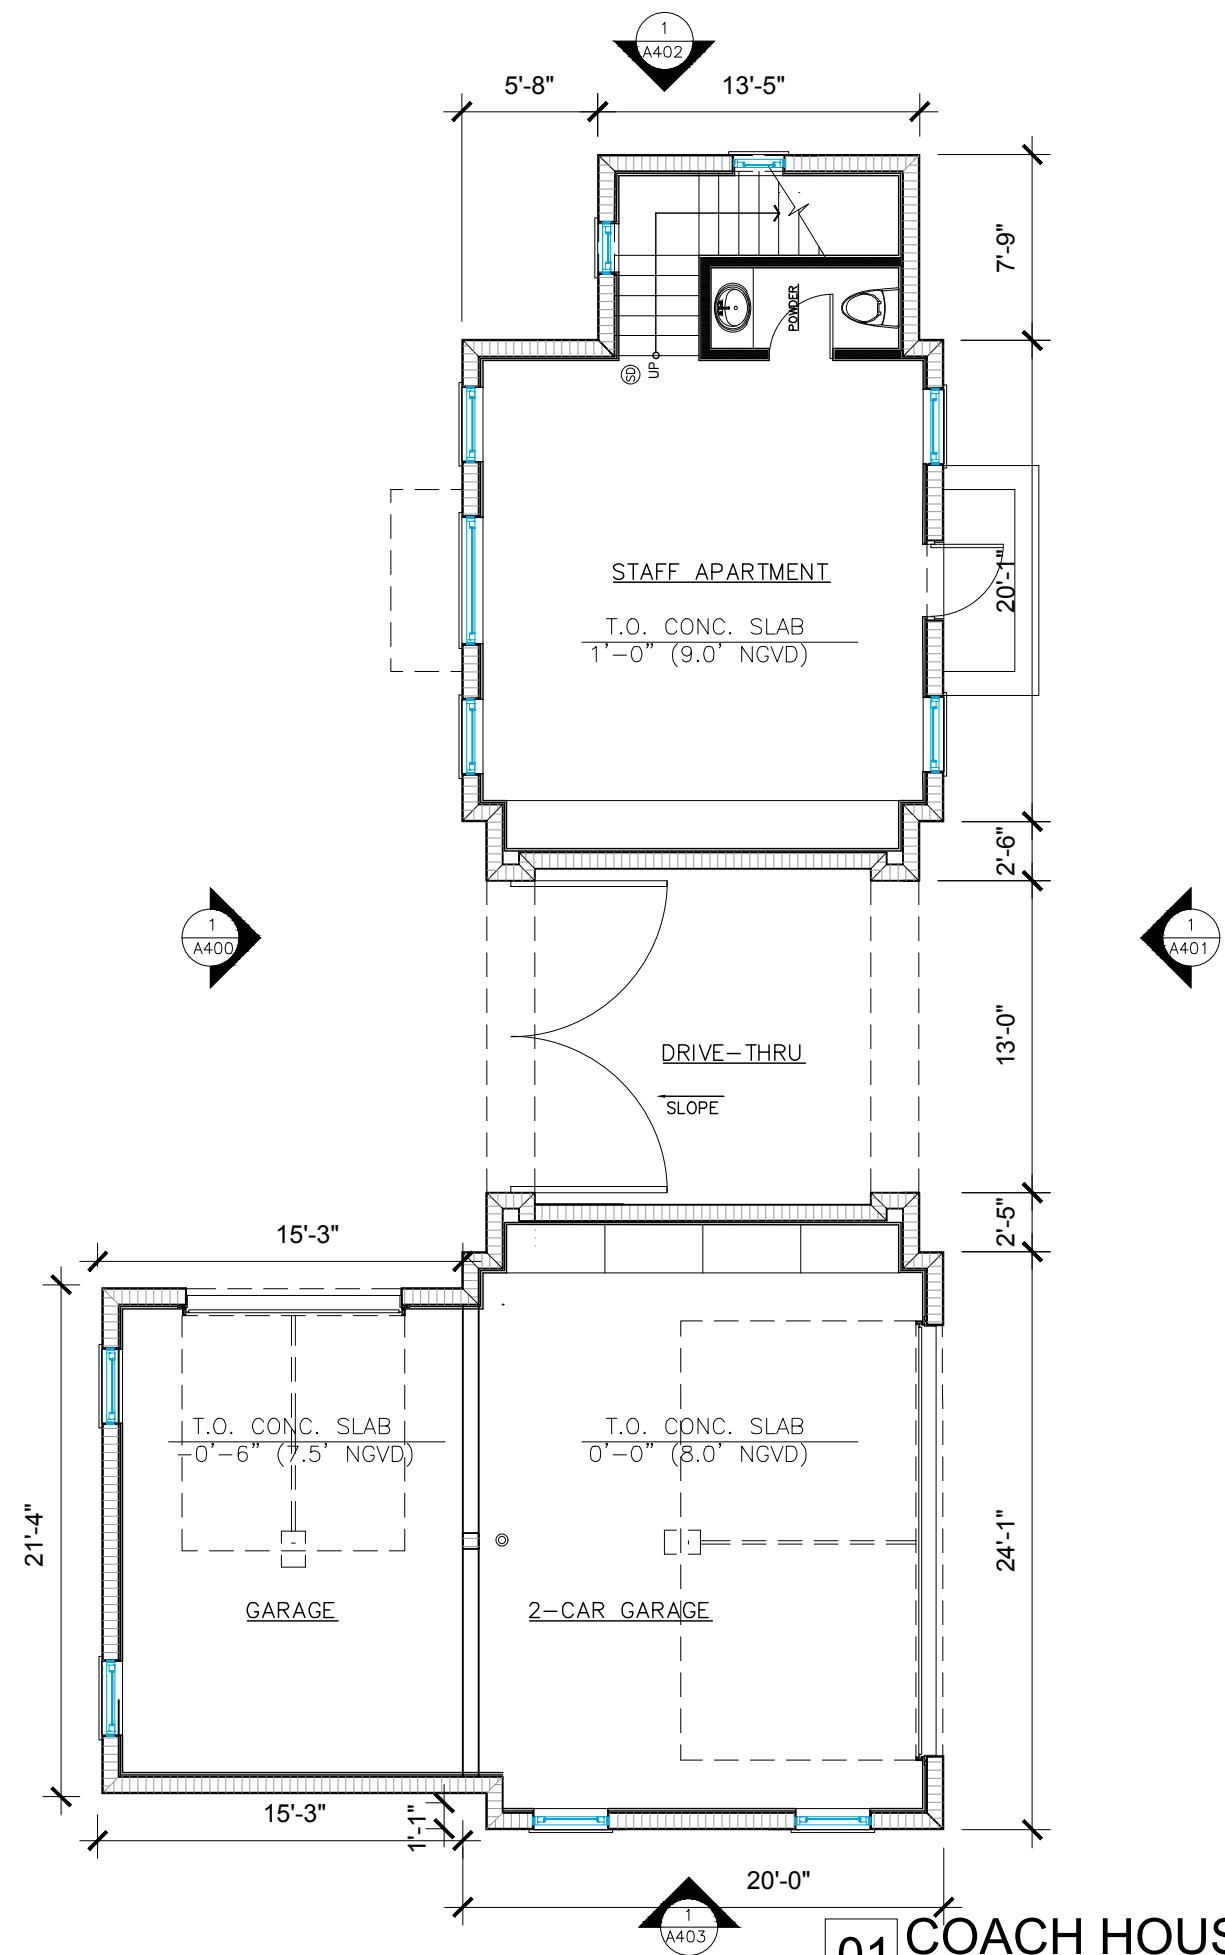 1
A402
5'-8"
13'-5"
7'-9"
POWDER
SD
UP
STAFF APARTMENT
20'-1"
T.O. CONC. SLAB
1'-0" (9.0' NGVD)
2'-6"
1
A400
1
A401
13'-0"
DRIVE-THRU
SLOPE
2'-5"
15'-3"
T.O. CONC. SLAB
-0'-6" (7.5' NGVD)
T.O. CONC. SLAB
0'-0" (8.0' NGVD)
21'-4"
24'-1"
GARAGE
2-CAR GARAGE
15'-3"
1'-1"
20'-0"
1
A403
01
COACH HOUS